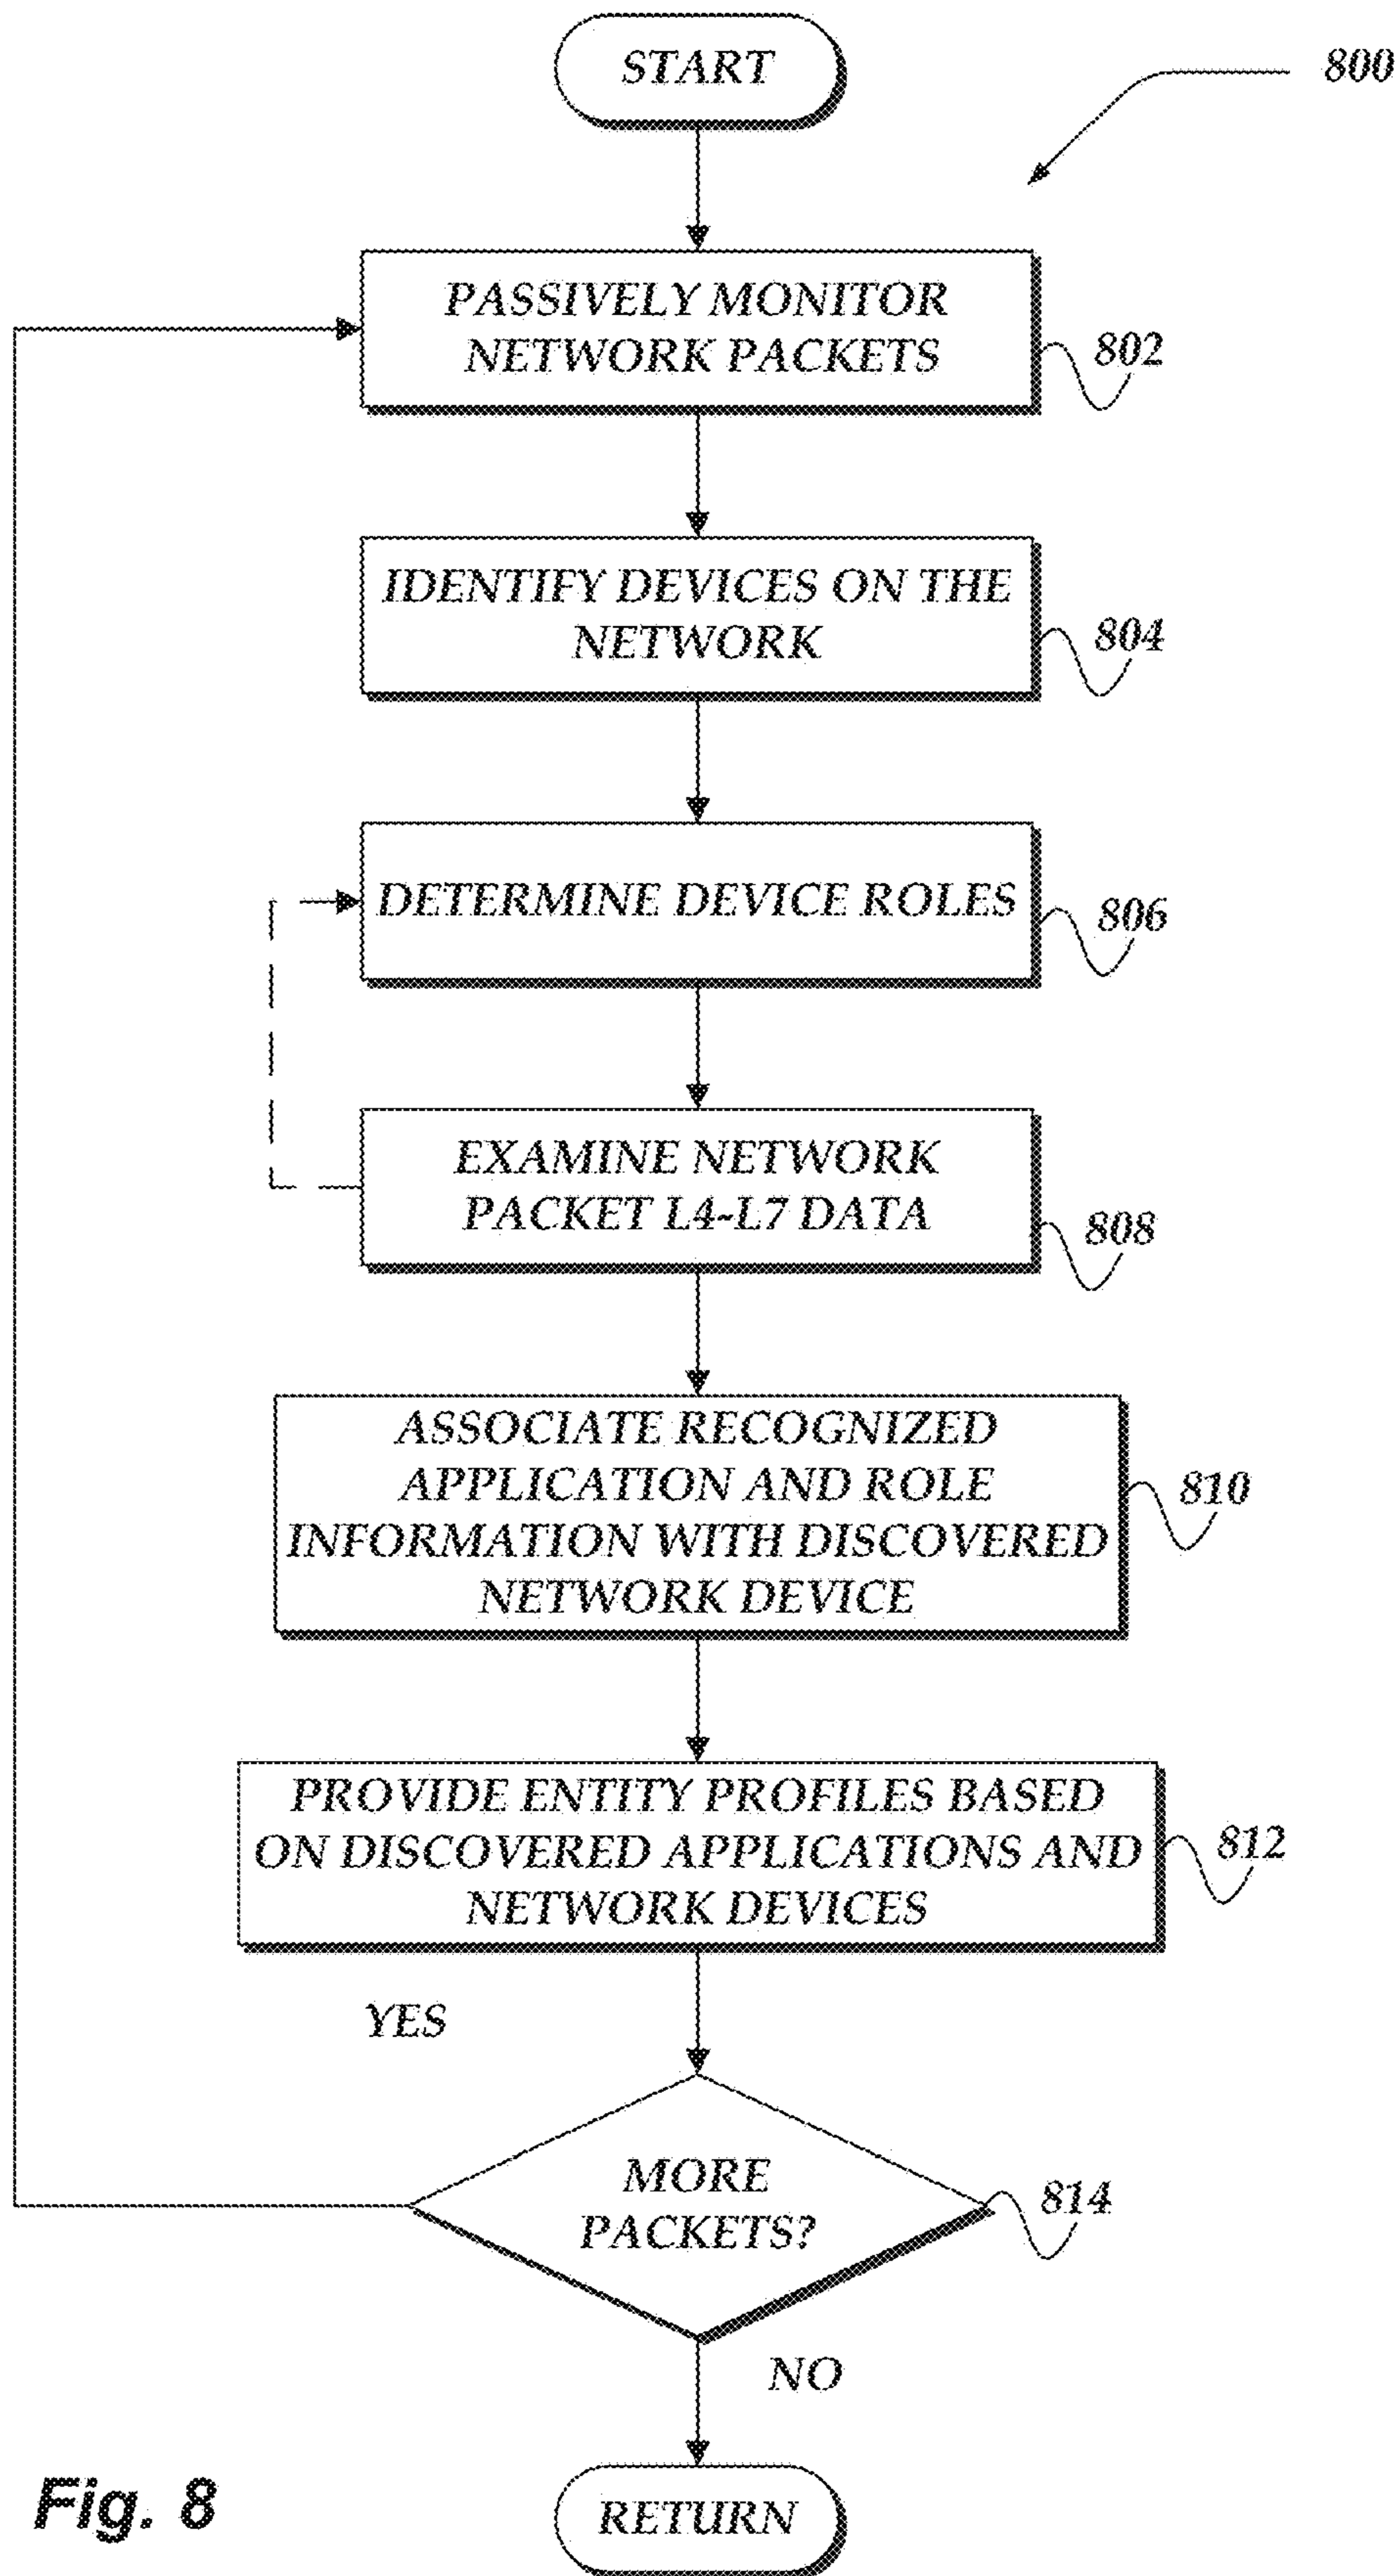 START
800
PASSIVELY MONITOR
NETWORK PACKETS
802
IDENTIFY DEVICES ON THE
NETWORK
804
DETERMINE DEVICE ROLES
806
EXAMINE NETWORK
PACKET L4-L7 DATA
808
ASSOCIATE RECOGNIZED
APPLICATION AND ROLE
INFORMATION WITH DISCOVERED
NETWORK DEVICE
810
PROVIDE ENTITY PROFILES BASED
ON DISCOVERED APPLICATIONS AND
NETWORK DEVICES
812
YES
MORE
PACKETS?
814
NO
RETURN
Fig. 8